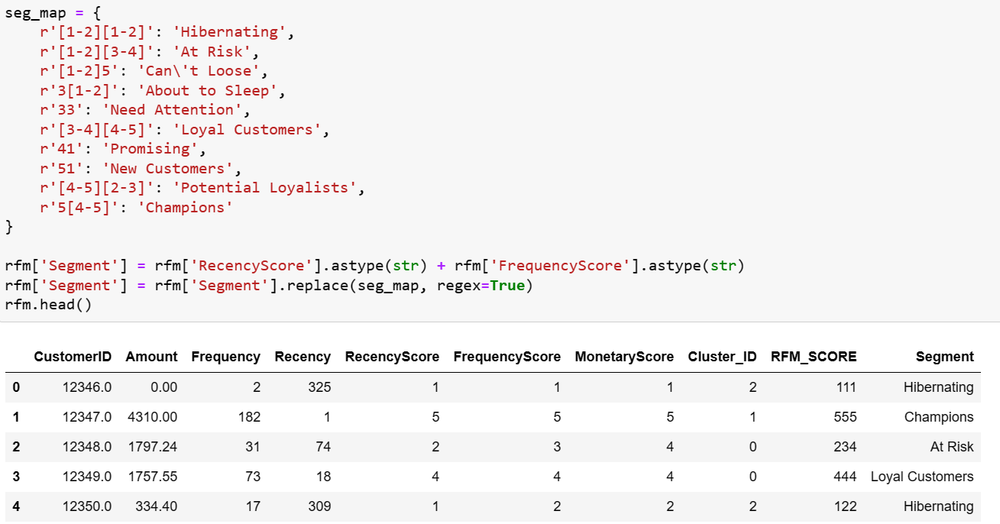 seg_map = {
    r'[1-2][1-2]': 'Hibernating',
    r'[1-2][3-4]': 'At Risk',
    r'[1-2]5': 'Can\'t Loose',
    r'3[1-2]': 'About to Sleep',
    r'33': 'Need Attention',
    r'[3-4][4-5]': 'Loyal Customers',
    r'41': 'Promising',
    r'51': 'New Customers',
    r'[4-5][2-3]': 'Potential Loyalists',
    r'5[4-5]': 'Champions'
}
rfm['Segment'] = rfm['RecencyScore'].astype(str) + rfm['FrequencyScore'].astype(str)
rfm['Segment'] = rfm['Segment'].replace(seg_map, regex=True)
rfm.head()
CustomerID Amount Frequency Recency RecencyScore FrequencyScore MonetaryScore Cluster_ID RFM_SCORE Segment
0 12346.0 0.00 2 325 1 1 1 2 111 Hibernating
1 12347.0 4310.00 182 1 5 5 5 1 555 Champions
2 12348.0 1797.24 31 74 2 3 4 0 234 At Risk
3 12349.0 1757.55 73 18 4 4 4 0 444 Loyal Customers
4 12350.0 334.40 17 309 1 2 2 2 122 Hibernating